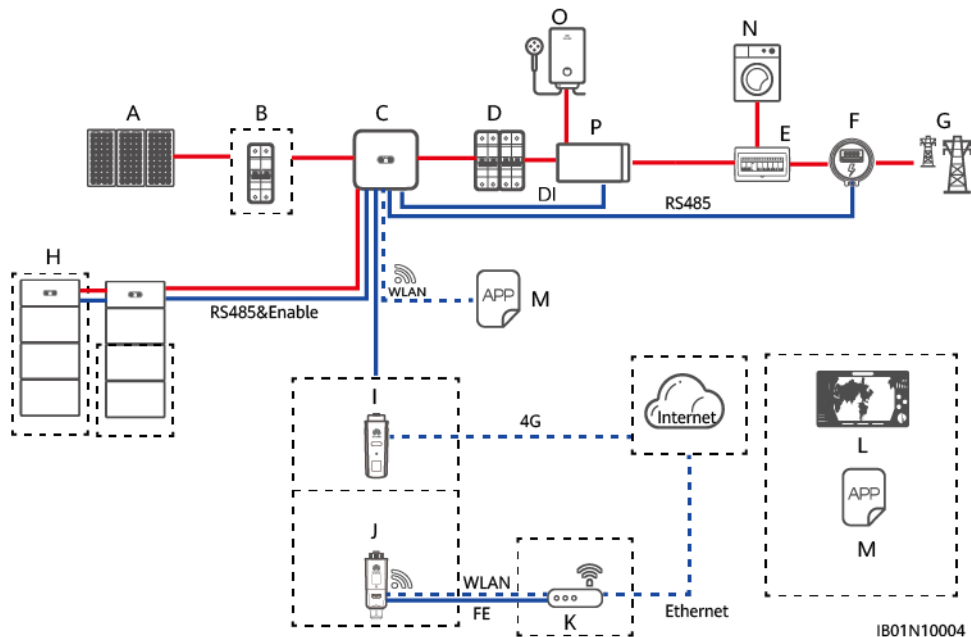 O
N
A
B
C
D
P
E
F
G
DI
RS485
H
WLAN
APP
M
RS485&Enable
I
4G
Internet
L
APP
M
J
WLAN
FE
K
Ethernet
IB01N10004